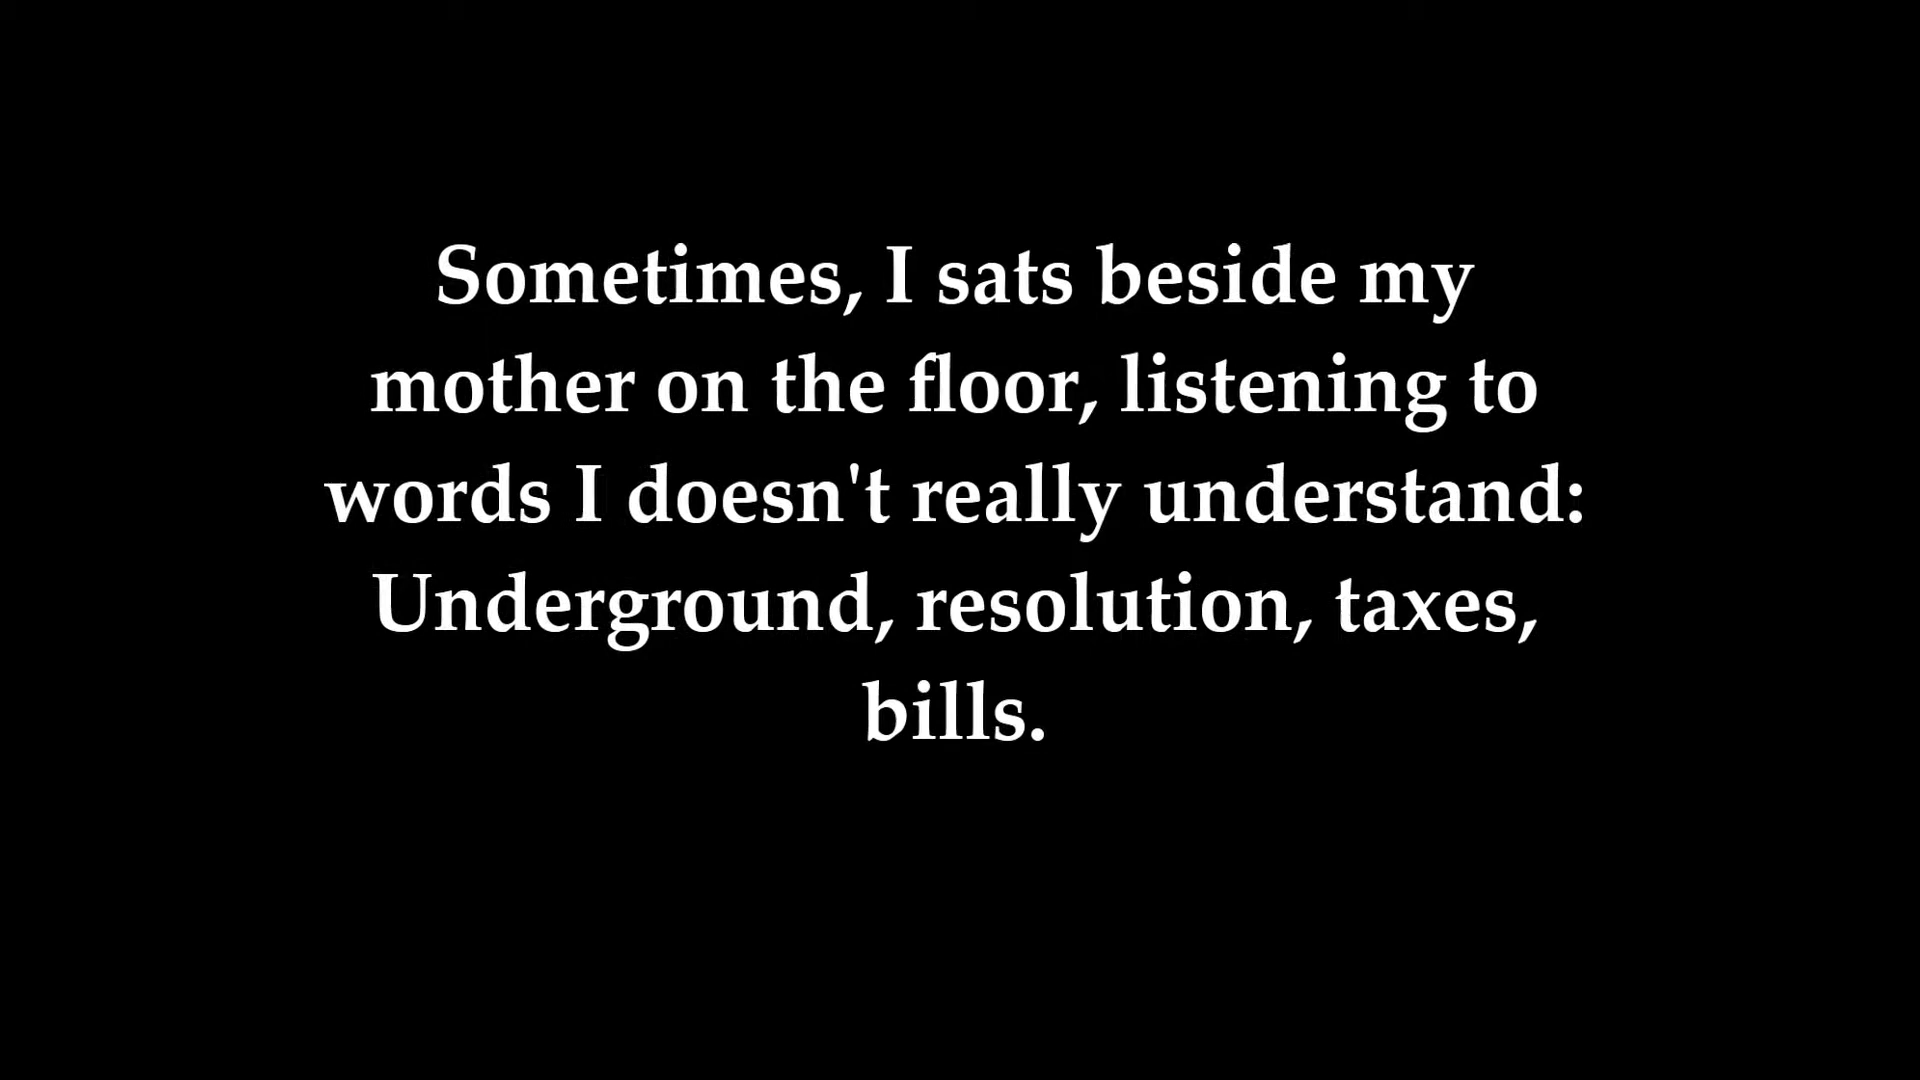 Sometimes, I sats beside my
mother on the floor, listening to
words I doesn't really understand:
Underground, resolution, taxes,
bills.